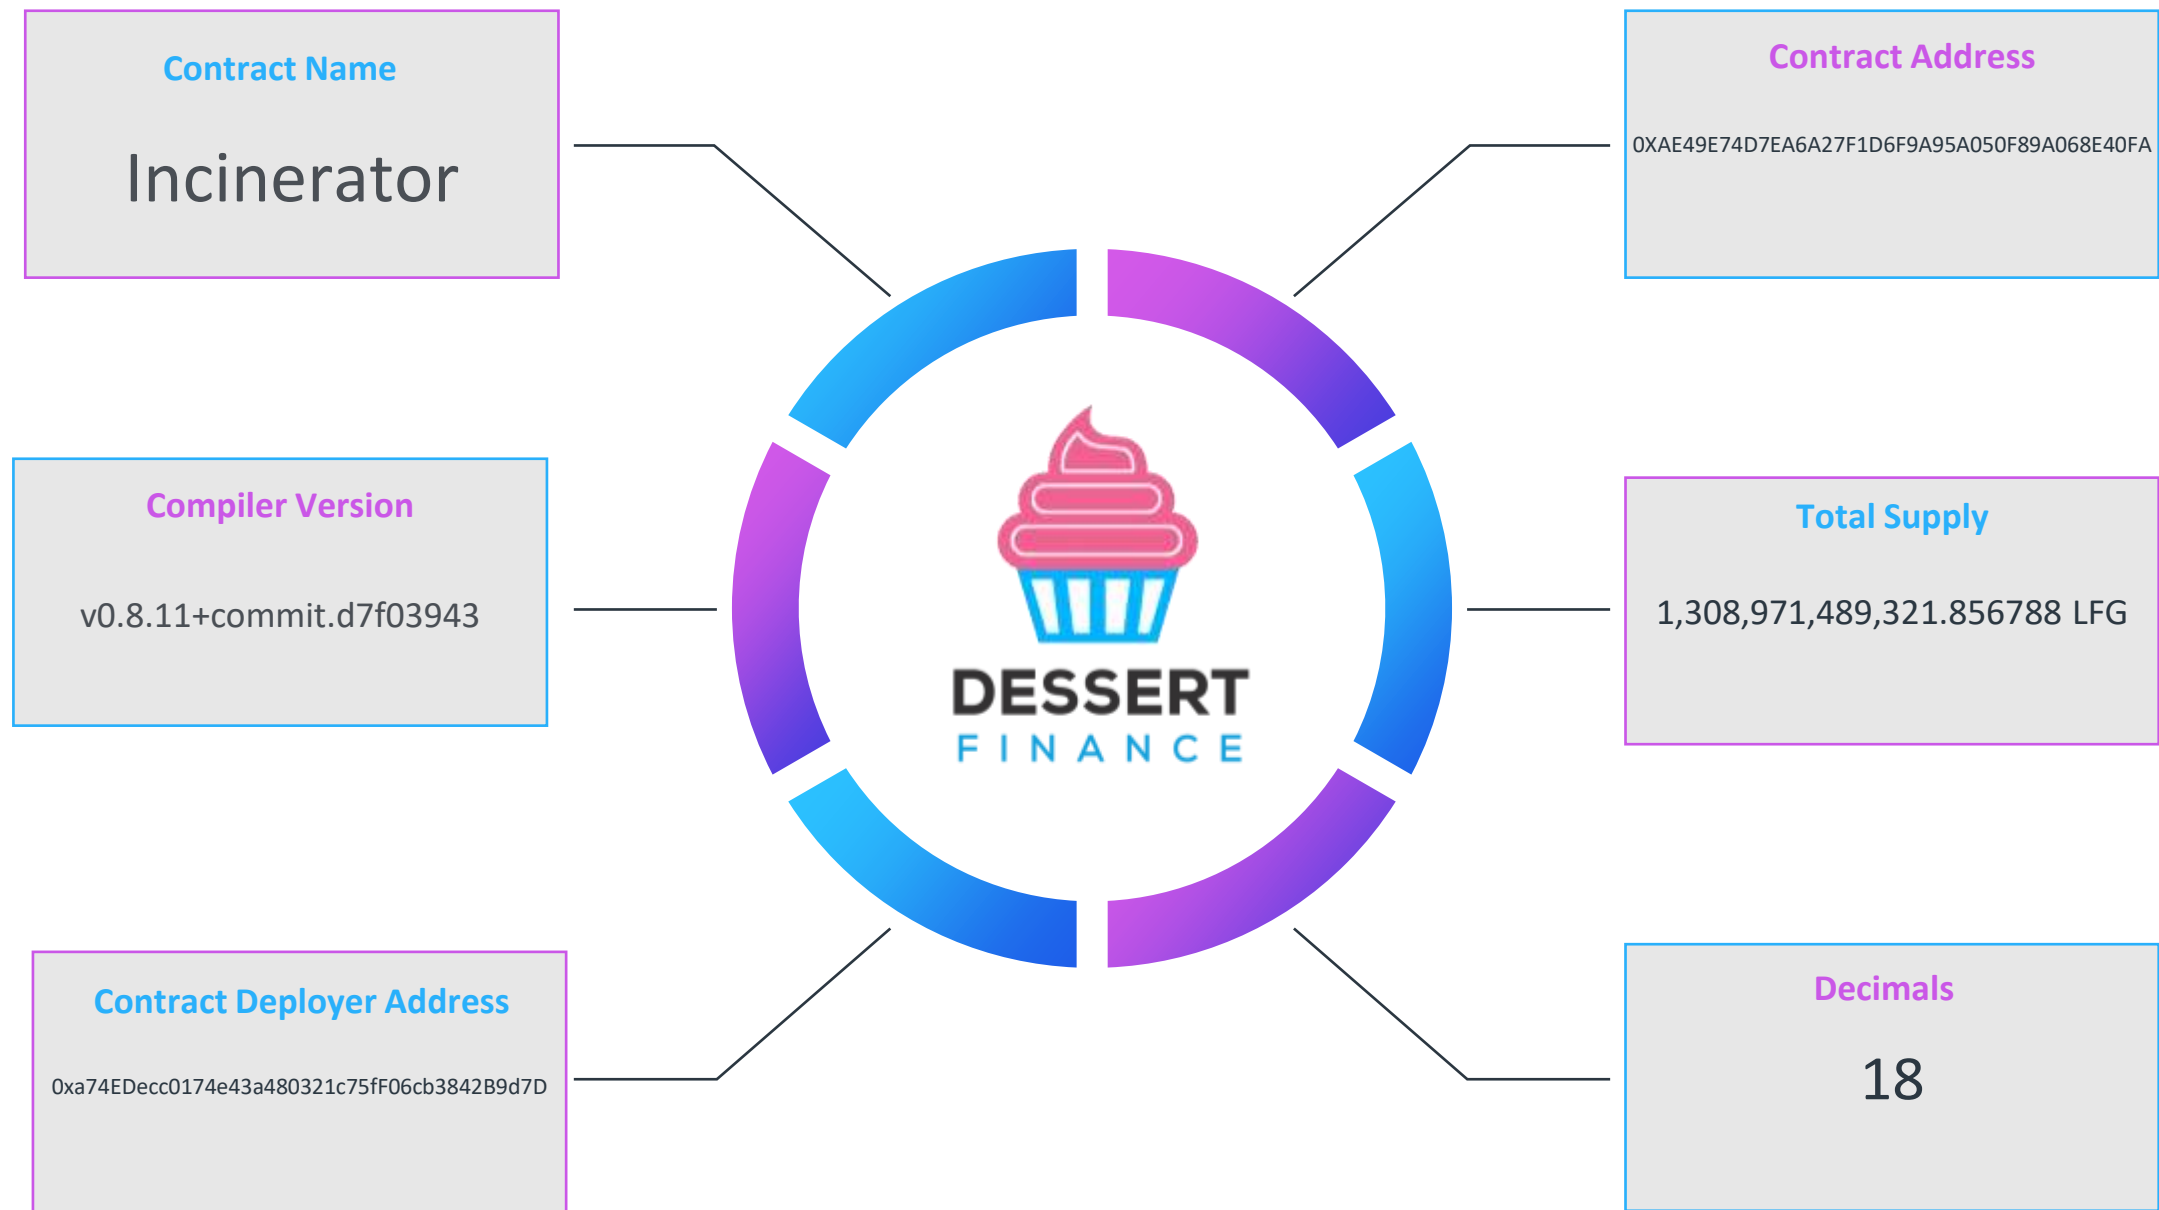 Contract Name
Incinerator
Contract Address
0XAE49E74D7EA6A27F1D6F9A95A050F89A068E40FA
Compiler Version
v0.8.11+commit.d7f03943
Total Supply
1,308,971,489,321.856788 LFG
DESSERT
FINANCE
Contract Deployer Address
0xa74EDecc0174e43a480321c75fF06cb3842B9d7D
Decimals
18